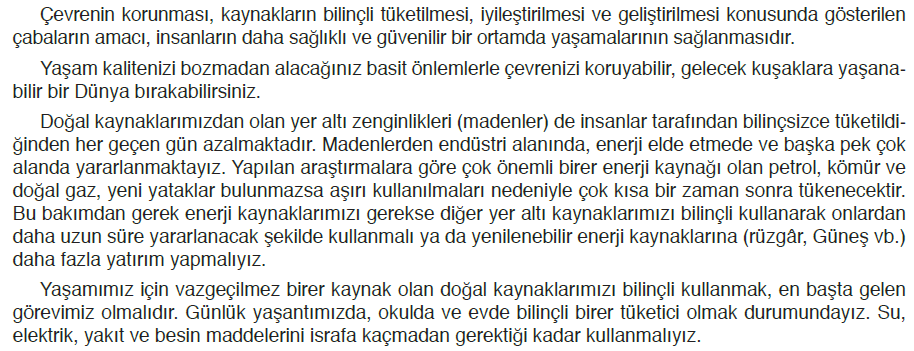 Çevrenin korunması, kaynakların bilinçli tüketilmesi, iyileştirilmesi ve geliştirilmesi konusunda gösterilen
çabaların amacı, insanların daha sağlıklı ve güvenilir bir ortamda yaşamalarının sağlanmasıdır.
Yaşam kalitenizi bozmadan alacağınız basit önlemlerle çevrenizi koruyabilir, gelecek kuşaklara yaşana-
bilir bir Dünya bırakabilirsiniz.
Doğal kaynaklarımızdan olan yer altı zenginlikleri (madenler) de insanlar tarafından bilinçsizce tüketildi-
ğinden her geçen gün azalmaktadır. Madenlerden endüstri alanında, enerji elde etmede ve başka pek çok
alanda yararlanmaktayız. Yapılan araştırmalara göre çok önemli birer enerji kaynağı olan petrol, kömür ve
doğal gaz, yeni yataklar bulunmazsa aşırı kullanılmaları nedeniyle çok kısa bir zaman sonra tükenecektir.
Bu bakımdan gerek enerji kaynaklarımızı gerekse diğer yer altı kaynaklarımızı bilinçli kullanarak onlardan
daha uzun süre yararlanacak şekilde kullanmalı ya da yenilenebilir enerji kaynaklarına (rüzgâr, Güneş vb.)
daha fazla yatırım yapmalıyız.
Yaşamımız için vazgeçilmez birer kaynak olan doğal kaynaklarımızı bilinçli kullanmak, en başta gelen
görevimiz olmalıdır. Günlük yaşantımızda, okulda ve evde bilinçli birer tüketici olmak durumundayız. Su,
elektrik, yakıt ve besin maddelerini israfa kaçmadan gerektiği kadar kullanmalıyız.